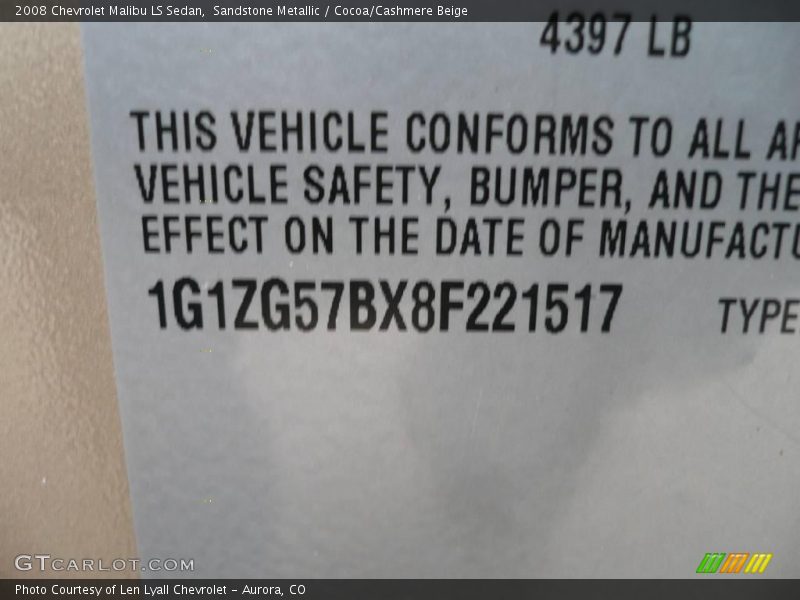 2008 Chevrolet Malibu LS Sedan,  Sandstone Metallic / Cocoa/Cashmere Beige
4397 LB
THIS VEHICLE CONFORMS TO ALL AP
VEHICLE SAFETY, BUMPER, AND THE
EFFECT ON THE DATE OF MANUFACTU
1G1ZG57BX8F221517 TYPE
GTCARLOT.COM
Photo Courtesy of Len Lyall Chevrolet - Aurora, CO